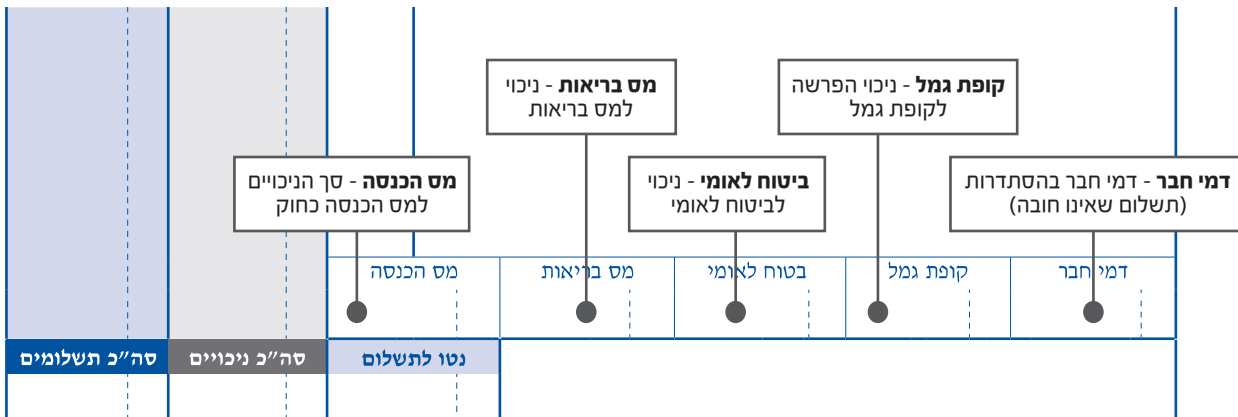 קופת גמל - ניכוי הפרשה
לקופת גמל
מס בריאות - ניכוי
למס בריאות
דמי חבר - דמי חבר בהסתדרות
(תשלום שאינו חובה)
ביטוח לאומי - ניכוי
לביטוח לאומי
מס הכנסה - סך הניכויים
למס הכנסה כחוק
דמי חבר
קופת גמל
בטוח לאומי
מס בריאות
מס הכנסה
נטו לתשלום
סה״כ ניכויים
סה״כ תשלומים